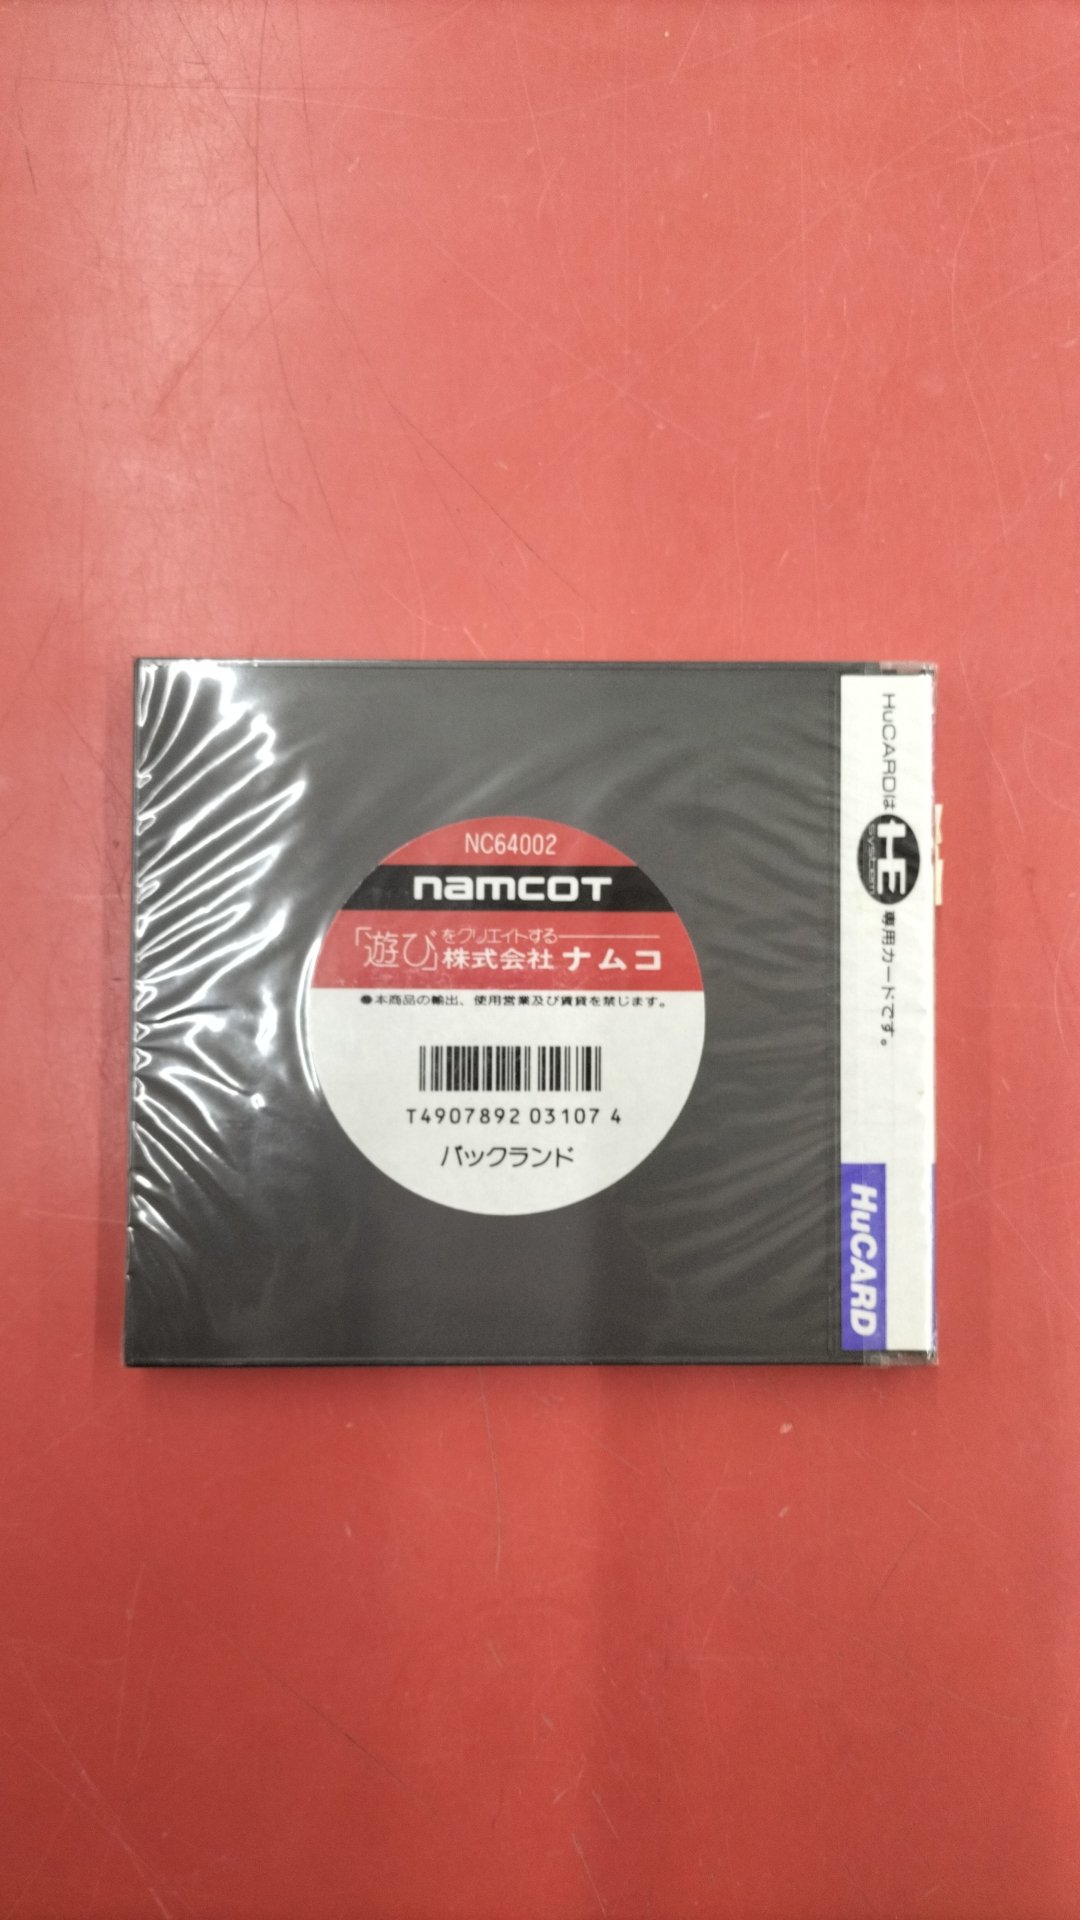 NC64002
namcoT
「遊び」をクリエイトする
株式会社ナムコ
●本商品の輸出、使用営業及び賃貸を禁じます。
T4907892 03107 4
パックランド
HuCARDは HE system 専用カードです。
HuCARD